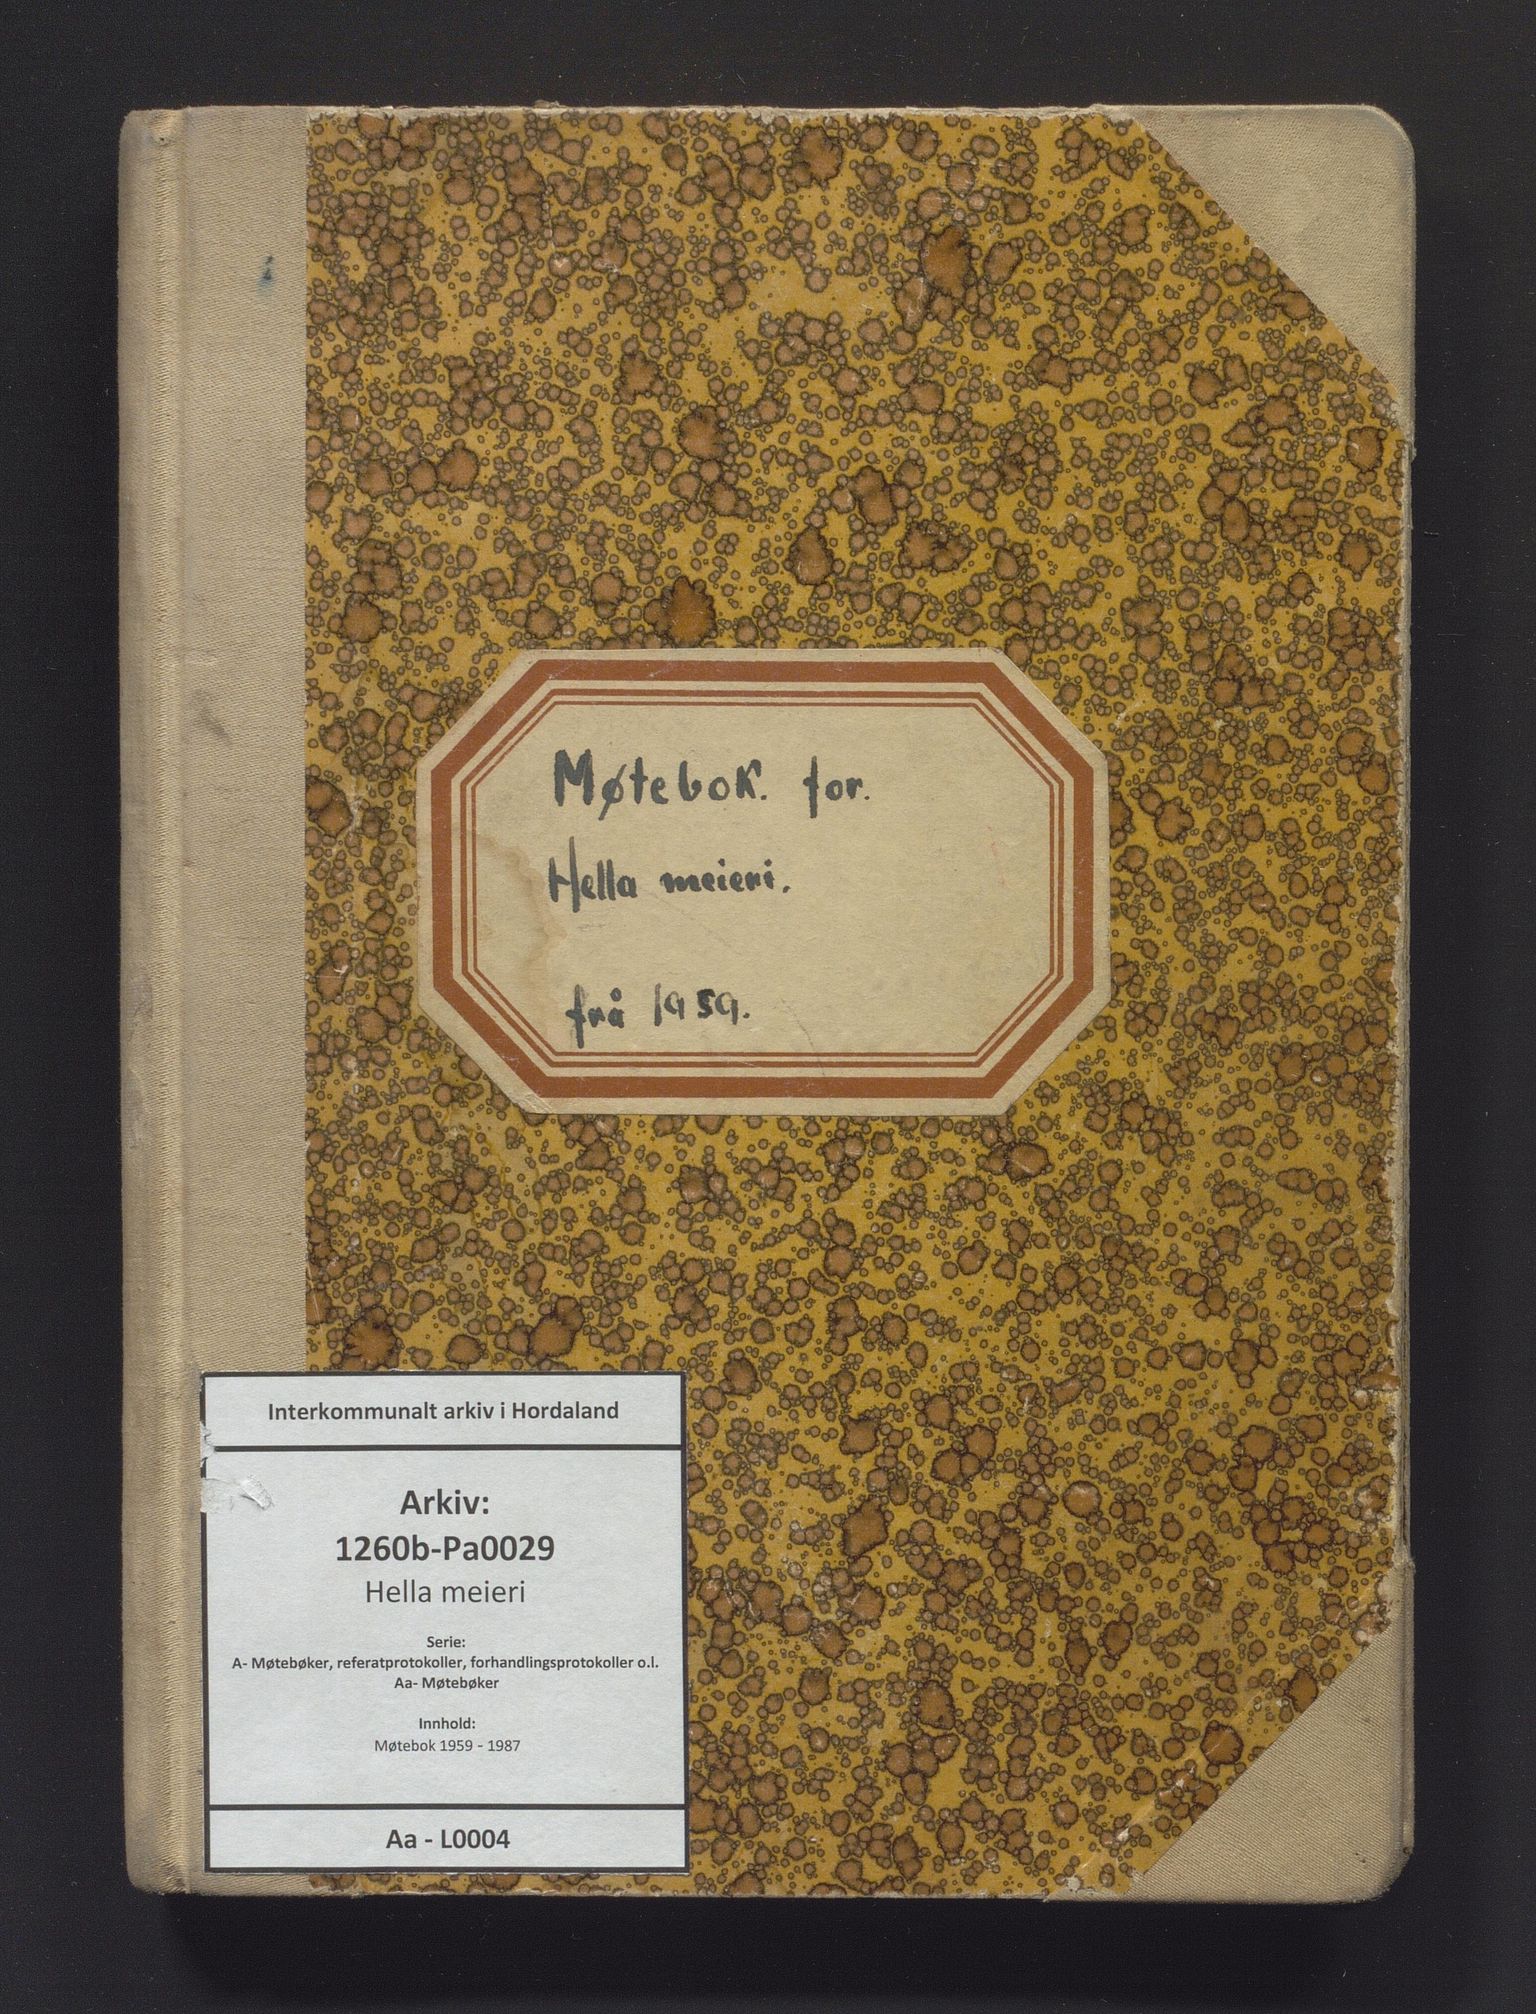 Møtebok. for.
Hella meieri.
frå 1959.
Interkommunalt arkiv i Hordaland
Arkiv:
1260b-Pa0029
Hella meieri
Serie:
A- Møtebøker, referatprotokoller, forhandlingsprotokoller o.l.
Aa- Møtebøker
Innhold:
Møtebok 1959 - 1987
Aa - L0004